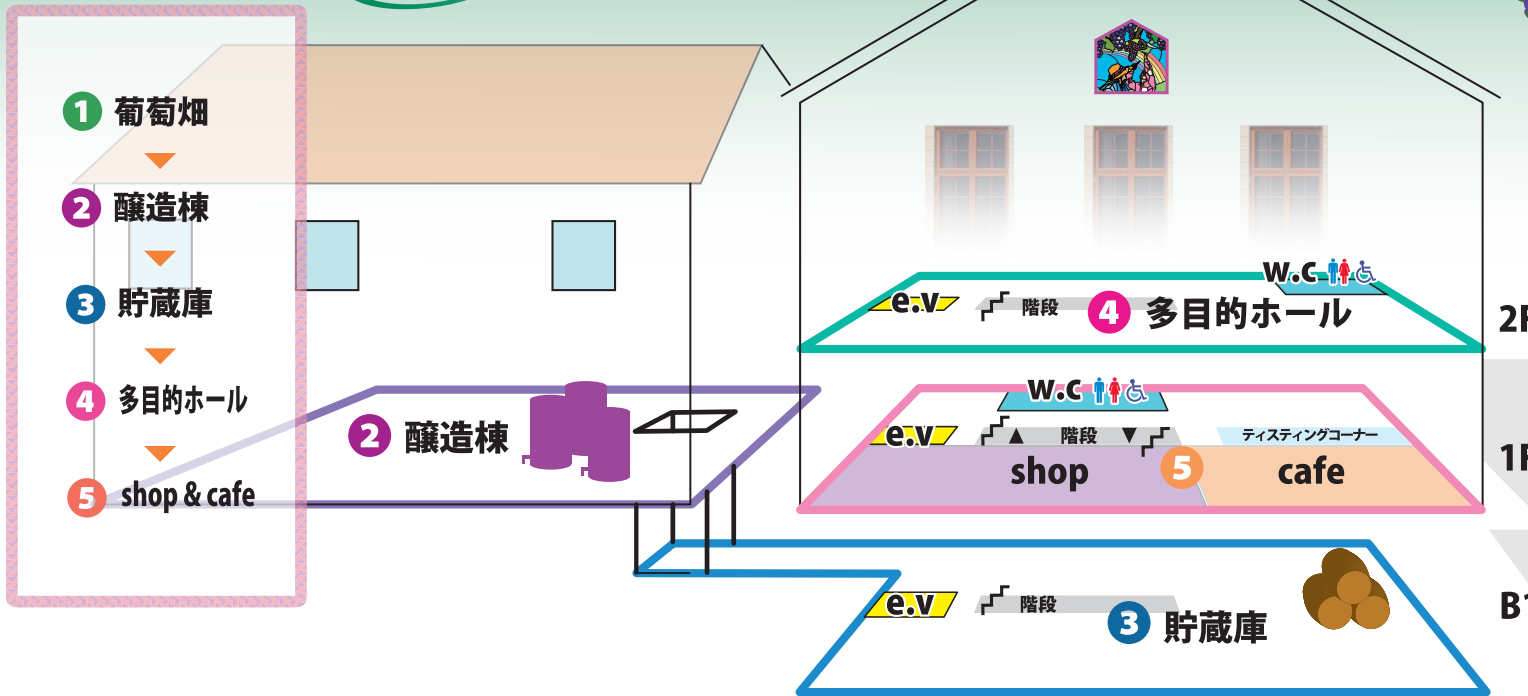 1 葡萄畑
2 醸造棟
3 貯蔵庫
4 多目的ホール
5 shop & cafe
W.C
e.v 階段 4 多目的ホール
W.C
e.v ▲ 階段 ▼ ティスティングコーナー
shop 5 cafe
2 醸造棟
e.v 階段
3 貯蔵庫